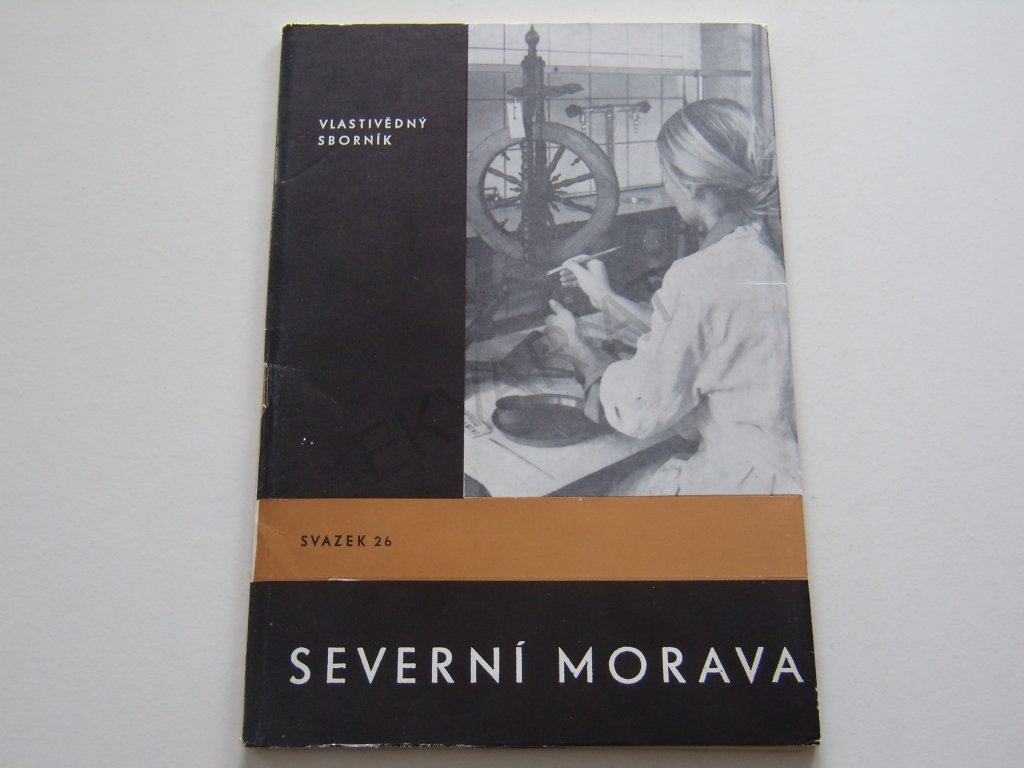 VLASTIVĚDNÝ
SBORNÍK
SVAZEK 26
SEVERNÍ MORAVA